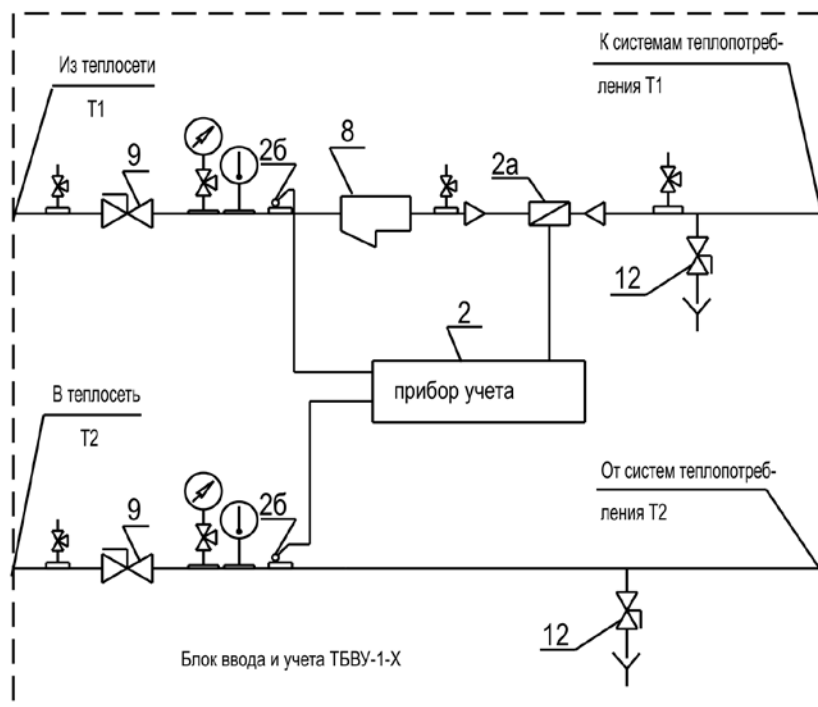 Из теплосети
Т1
К системам теплопотреб-
ления Т1
9
2б
8
2а
12
2
прибор учета
В теплосеть
Т2
От систем теплопотреб-
ления Т2
9
2б
12
Блок ввода и учета ТБВУ-1-Х